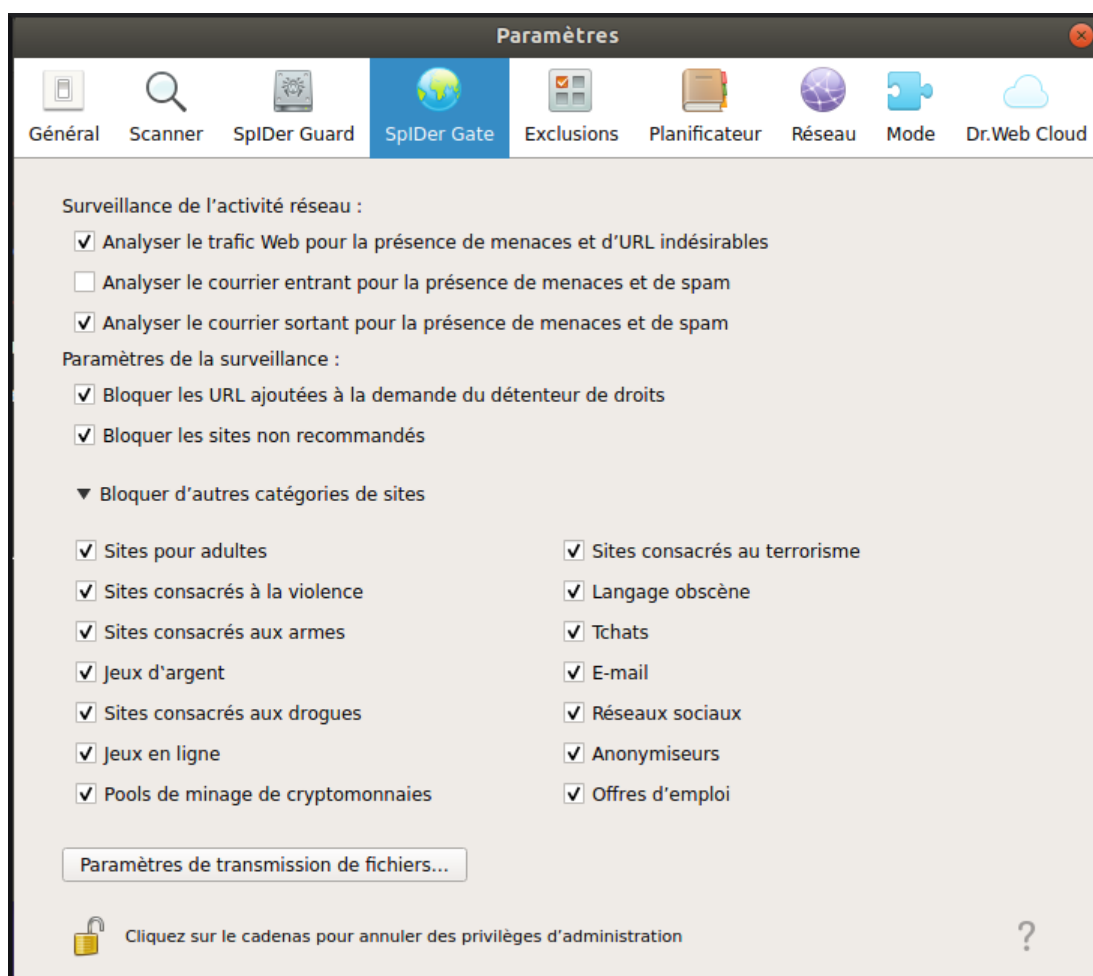 Paramètres
Général Scanner SpIDer Guard SpIDer Gate Exclusions Planificateur Réseau Mode Dr.Web Cloud
Surveillance de l’activité réseau :
Analyser le trafic Web pour la présence de menaces et d’URL indésirables
Analyser le courrier entrant pour la présence de menaces et de spam
Analyser le courrier sortant pour la présence de menaces et de spam
Paramètres de la surveillance :
Bloquer les URL ajoutées à la demande du détenteur de droits
Bloquer les sites non recommandés
Bloquer d’autres catégories de sites
Sites pour adultes
Sites consacrés à la violence
Sites consacrés aux armes
Jeux d‛argent
Sites consacrés aux drogues
Jeux en ligne
Pools de minage de cryptomonnaies
Sites consacrés au terrorisme
Langage obscène
Tchats
E-mail
Réseaux sociaux
Anonymiseurs
Offres d’emploi
Paramètres de transmission de fichiers...
Cliquez sur le cadenas pour annuler des privilèges d’administration
?